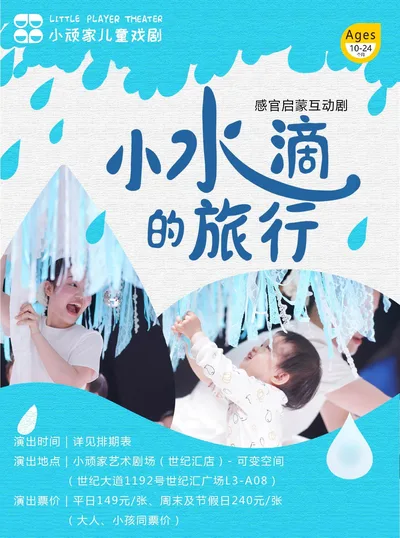 LITTLE PLAYER THEATER
小顽家儿童戏剧
Ages
10-24
个月
感官启蒙互动剧
小水滴
的旅行
演出时间｜详见排期表
演出地点｜小顽家艺术剧场（世纪汇店）- 可变空间
（世纪大道1192号世纪汇广场L3-A08）
演出票价｜平日149元/张、周末及节假日240元/张
（大人、小孩同票价）